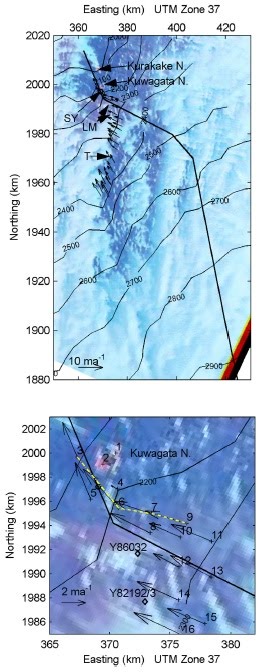 Easting (km) UTM Zone 37
360 380 400 420
2020
2000
1980
1960
1940
1920
1900
1880
Northing (km)
Kurakake N.
Kuwagata N.
2000
2100
2200
2300
SY
LM
T
2500
2400
2500
2600
2600
2700
2700
2800
2900
10 ma⁻¹
2002
2000
1998
1996
1994
1992
1990
1988
1986
Northing (km)
Kuwagata N.
1
2
3
4
5
6
7
8
9
10
11
12
13
14
15
16
2200
Y86032
Y82192/3
2 ma⁻¹
365 370 375 380
Easting (km) UTM Zone 37